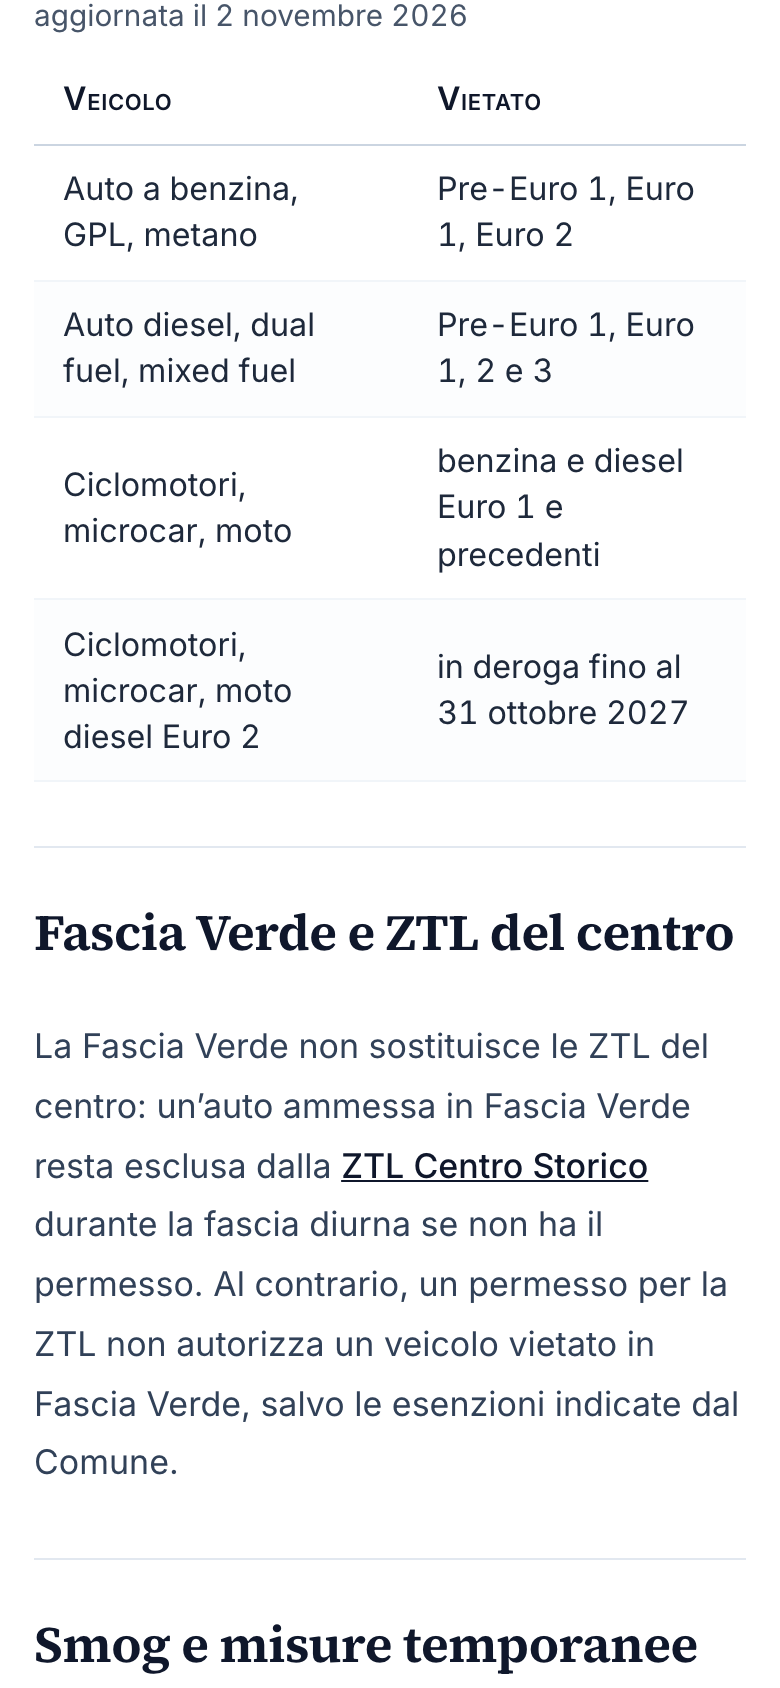 aggiornata il 2 novembre 2026
Veicolo Vietato
Auto a benzina, GPL, metano Pre-Euro 1, Euro 1, Euro 2
Auto diesel, dual fuel, mixed fuel Pre-Euro 1, Euro 1, 2 e 3
Ciclomotori, microcar, moto benzina e diesel Euro 1 e precedenti
Ciclomotori, microcar, moto diesel Euro 2 in deroga fino al 31 ottobre 2027
Fascia Verde e ZTL del centro
La Fascia Verde non sostituisce le ZTL del
centro: un’auto ammessa in Fascia Verde
resta esclusa dalla ZTL Centro Storico
durante la fascia diurna se non ha il
permesso. Al contrario, un permesso per la
ZTL non autorizza un veicolo vietato in
Fascia Verde, salvo le esenzioni indicate dal
Comune.
Smog e misure temporanee